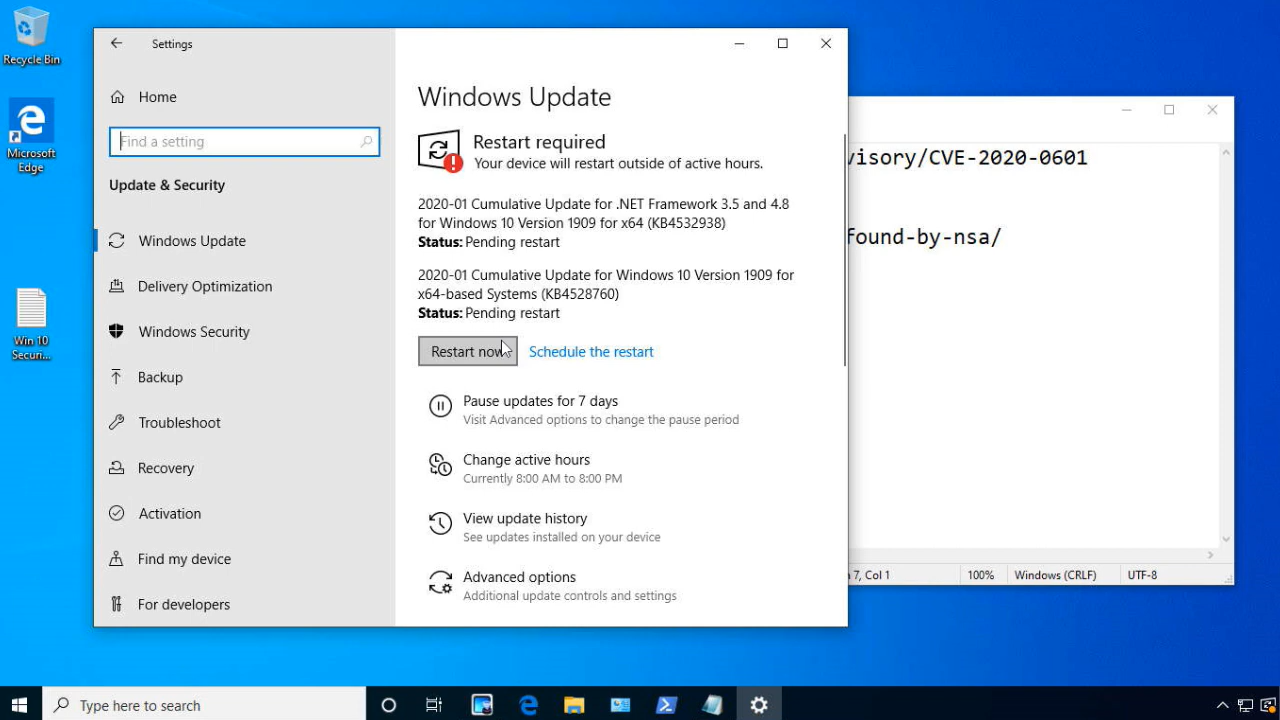 Recycle Bin
Microsoft
Edge
Win 10
Securi...
Settings
Home
Find a setting
Update & Security
Windows Update
Delivery Optimization
Windows Security
Backup
Troubleshoot
Recovery
Activation
Find my device
For developers
Windows Update
Restart required
Your device will restart outside of active hours.
2020-01 Cumulative Update for .NET Framework 3.5 and 4.8
for Windows 10 Version 1909 for x64 (KB4532938)
Status: Pending restart
2020-01 Cumulative Update for Windows 10 Version 1909 for
x64-based Systems (KB4528760)
Status: Pending restart
Restart now Schedule the restart
Pause updates for 7 days
Visit Advanced options to change the pause period
Change active hours
Currently 8:00 AM to 8:00 PM
View update history
See updates installed on your device
Advanced options
Additional update controls and settings
visory/CVE-2020-0601
found-by-nsa/
7, Col 1 100% Windows (CRLF) UTF-8
Type here to search